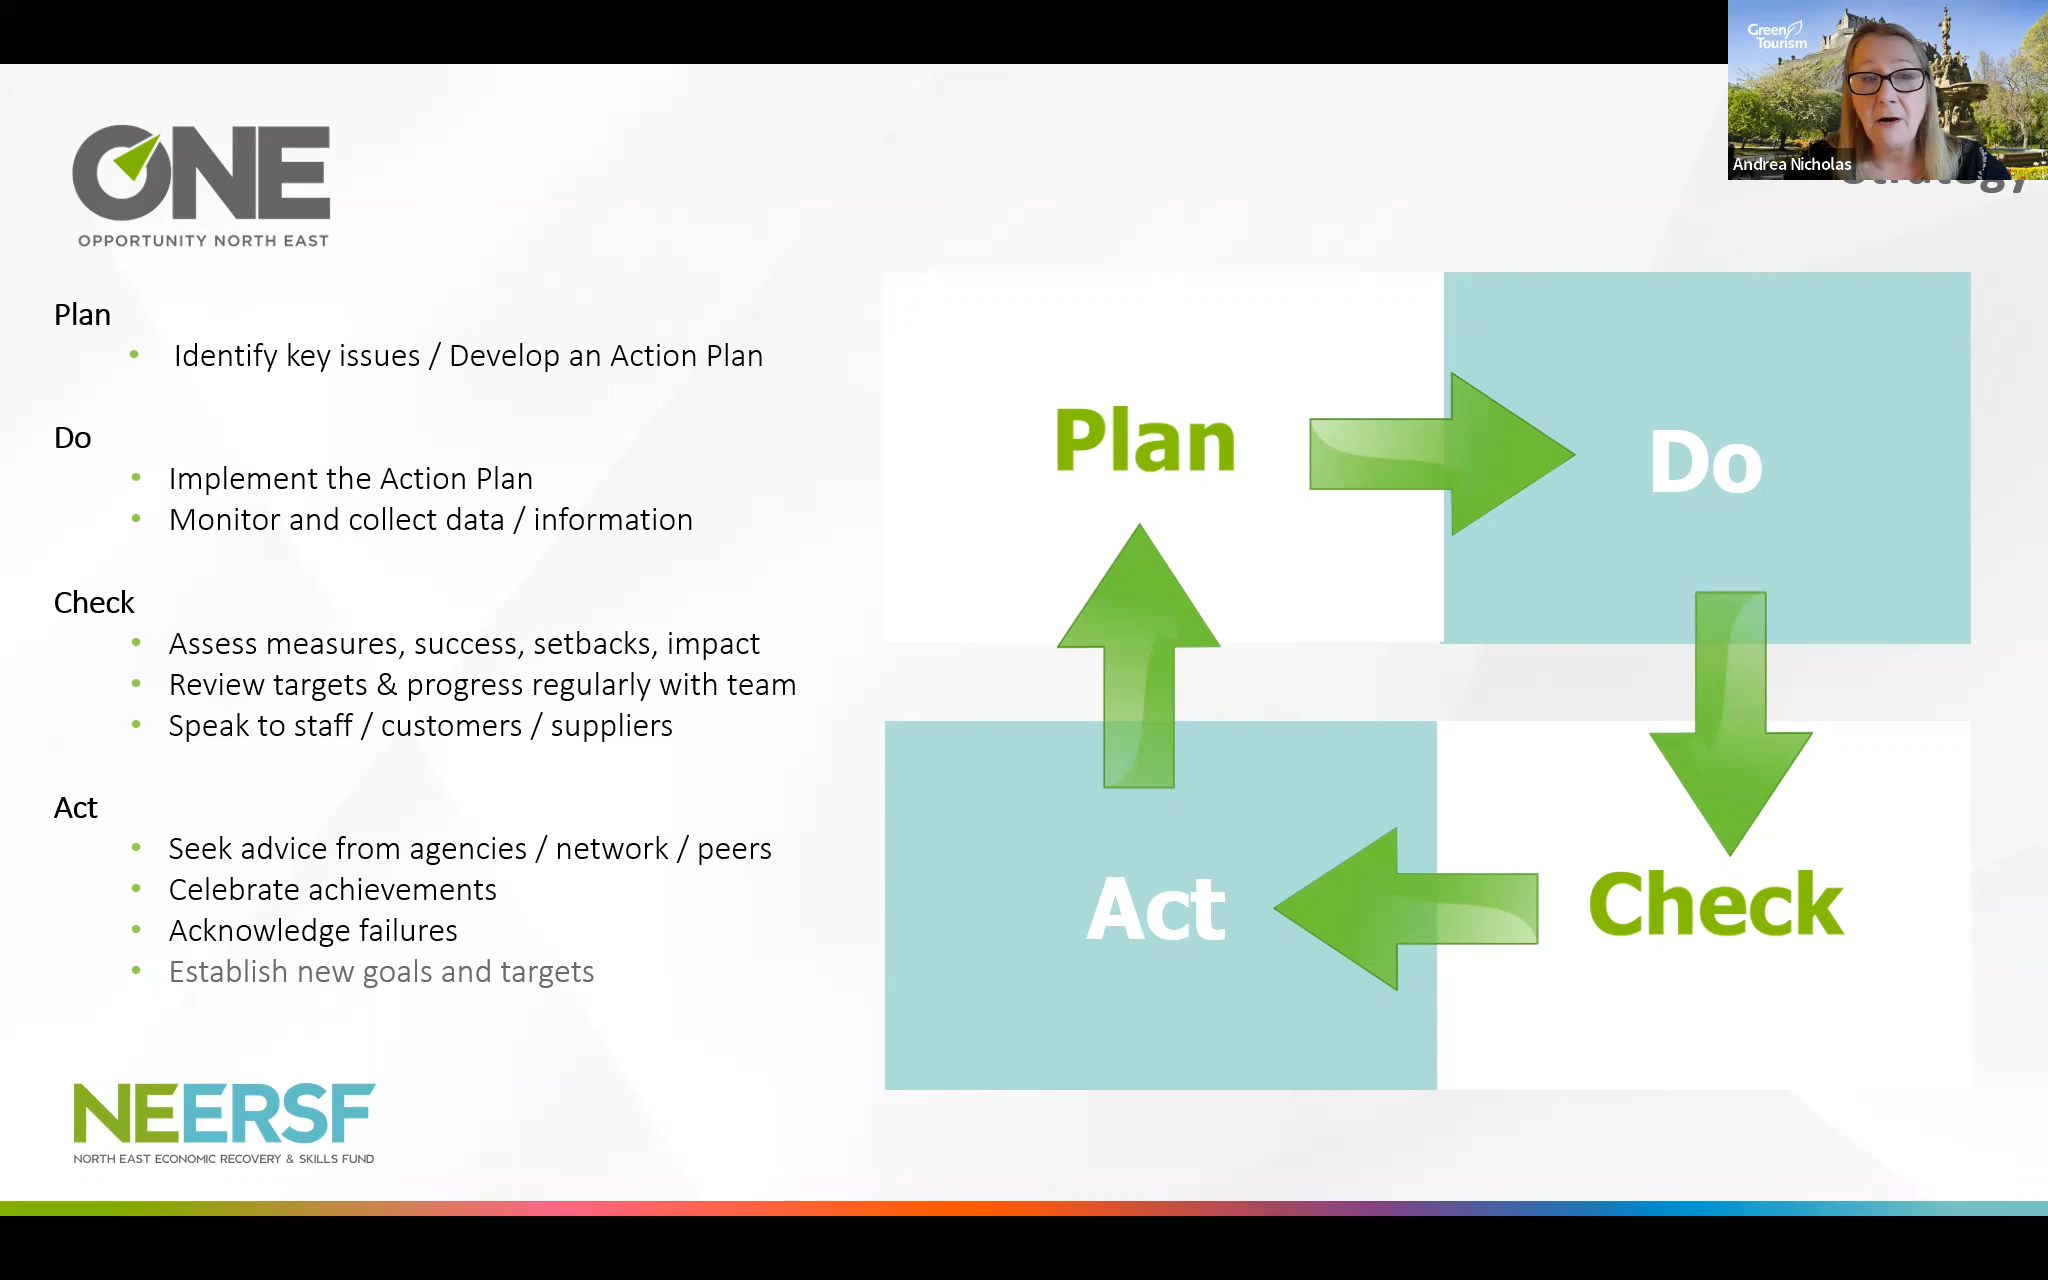 Green
Tourism
Andrea Nicholas
Strategy
ONE
OPPORTUNITY NORTH EAST
Plan
• Identify key issues / Develop an Action Plan
Do
• Implement the Action Plan
• Monitor and collect data / information
Check
• Assess measures, success, setbacks, impact
• Review targets & progress regularly with team
• Speak to staff / customers / suppliers
Act
• Seek advice from agencies / network / peers
• Celebrate achievements
• Acknowledge failures
• Establish new goals and targets
Plan
Do
Act
Check
NEERSF
NORTH EAST ECONOMIC RECOVERY & SKILLS FUND